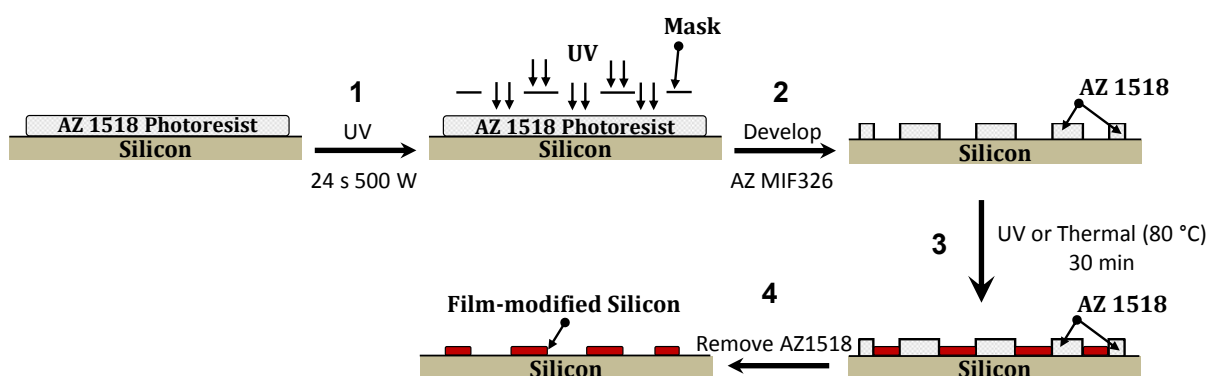 AZ 1518 Photoresist
Silicon
1
UV
24 s 500 W
Mask
UV
AZ 1518 Photoresist
Silicon
2
Develop
AZ MIF326
AZ 1518
Silicon
3
UV or Thermal (80 °C)
30 min
AZ 1518
Silicon
4
Remove AZ1518
Film-modified Silicon
Silicon